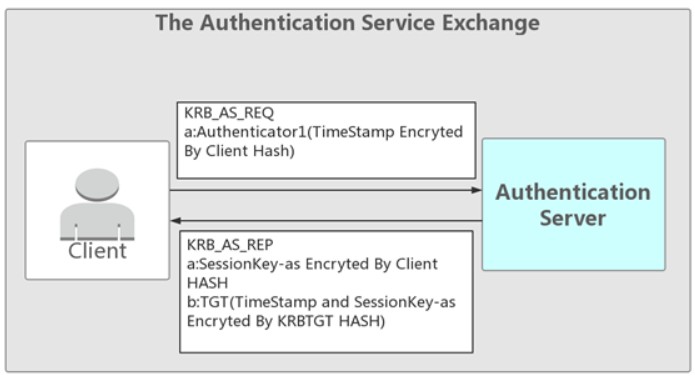 The Authentication Service Exchange
KRB_AS_REQ
a:Authenticator1(TimeStamp Encryted
By Client Hash)
Client
Authentication
Server
KRB_AS_REP
a:SessionKey-as Encryted By Client
HASH
b:TGT(TimeStamp and SessionKey-as
Encryted By KRBTGT HASH)